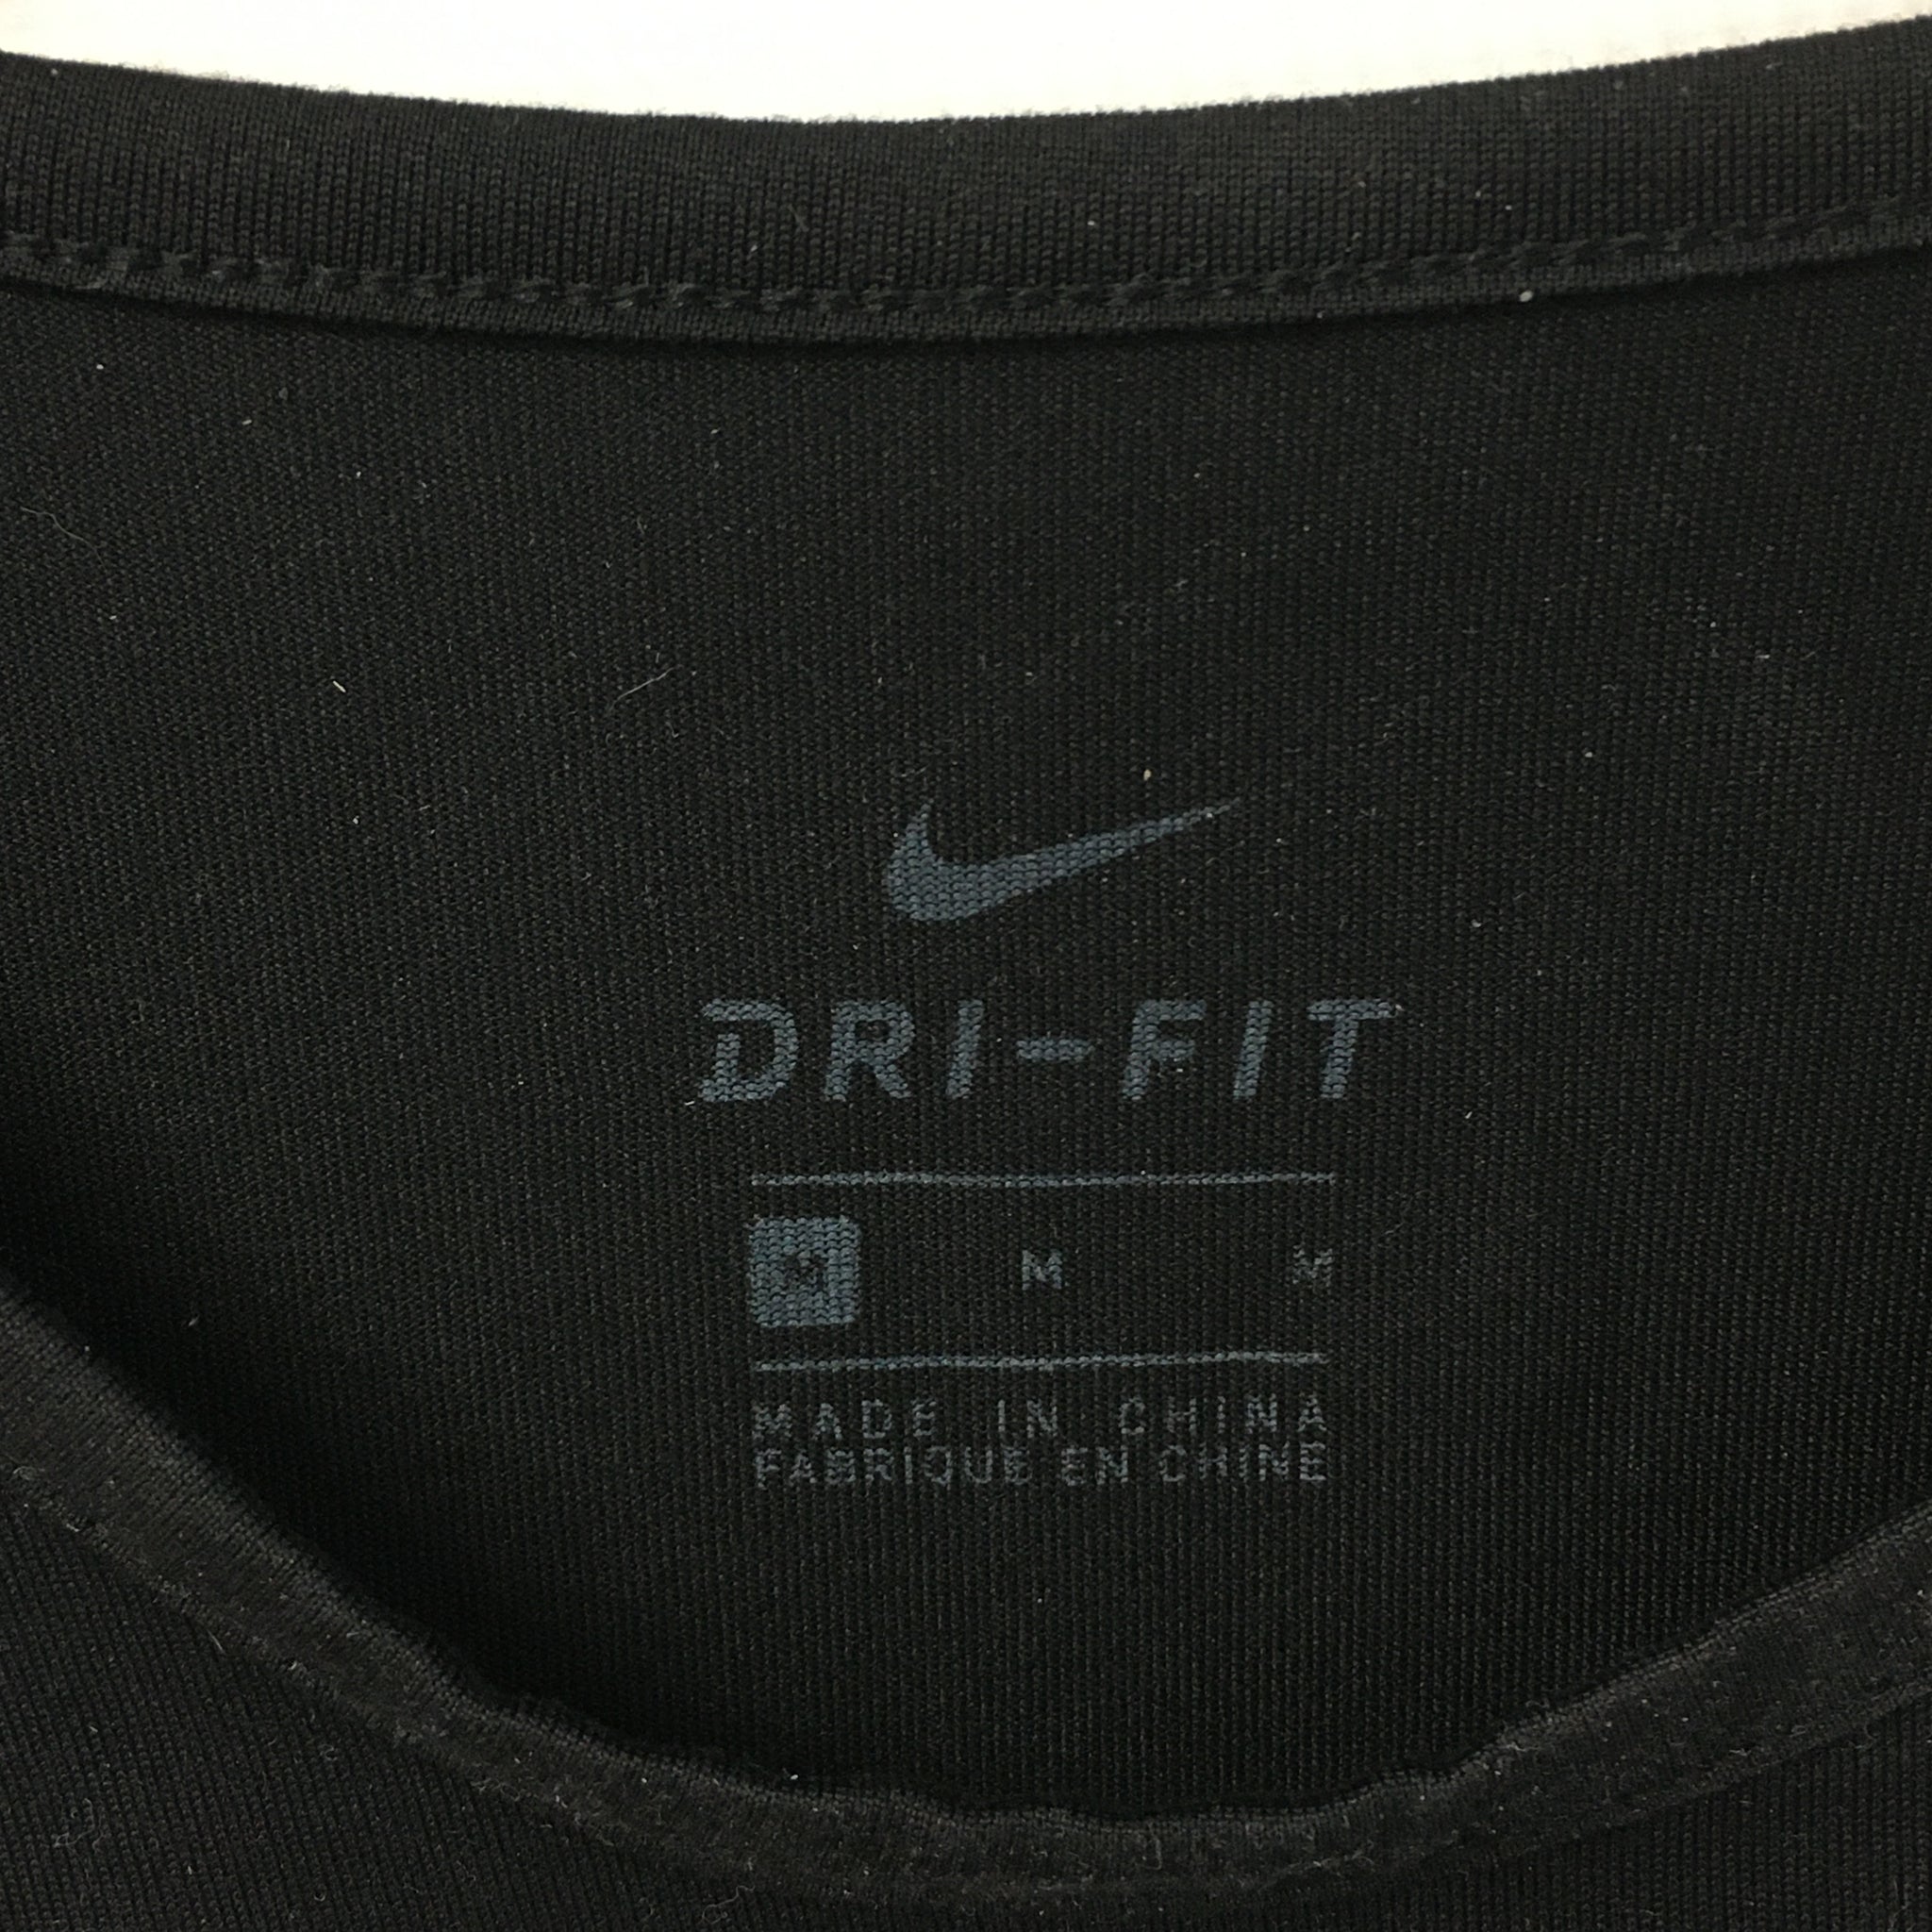 DRI-FIT
M M M
MADE IN CHINA
FABRIQUE EN CHINE